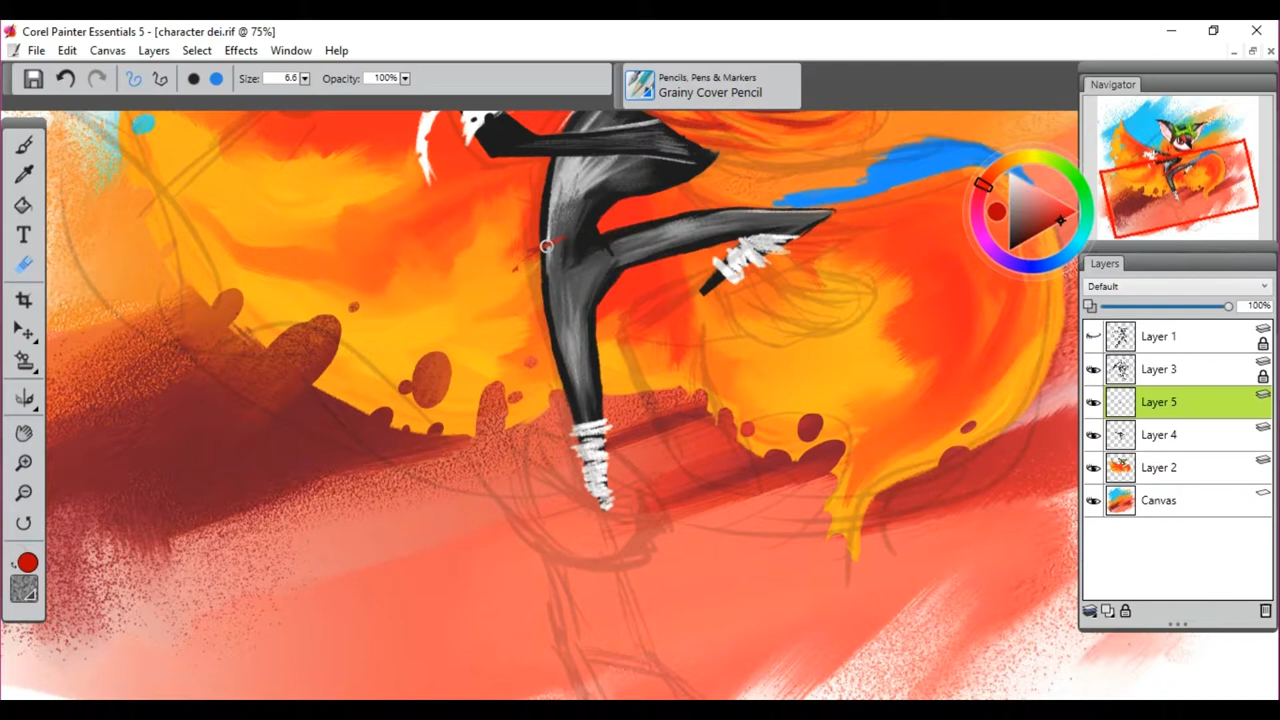 Corel Painter Essentials 5 - [character dei.rif @ 75%]
File Edit Canvas Layers Select Effects Window Help
Size: 6.6 Opacity: 100%
Pencils, Pens & Markers
Grainy Cover Pencil
Navigator
Layers
Default
100%
Layer 1
Layer 3
Layer 5
Layer 4
Layer 2
Canvas